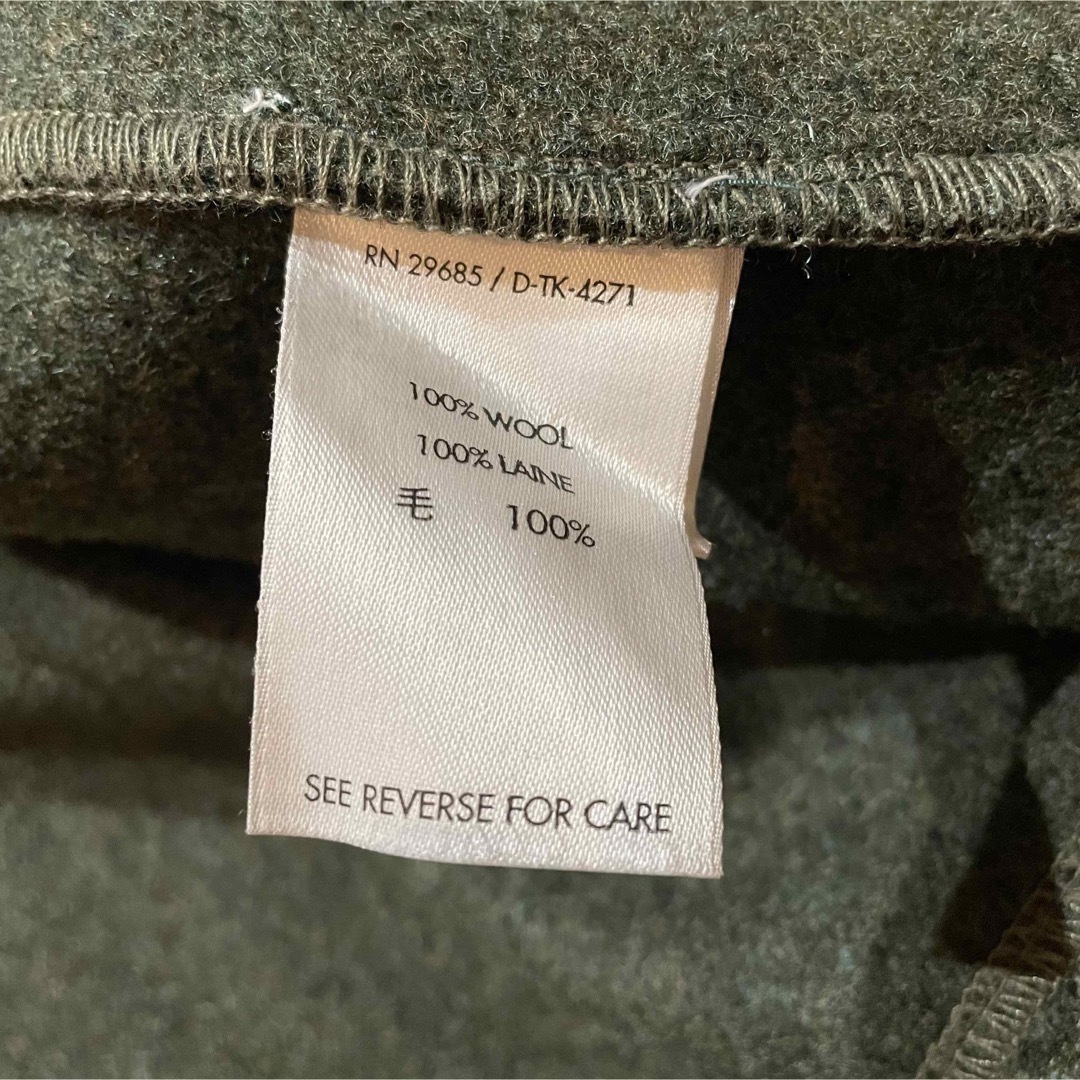 RN 29685 / D-TK-4271
100% WOOL
100% LAINE
毛 100%
SEE REVERSE FOR CARE